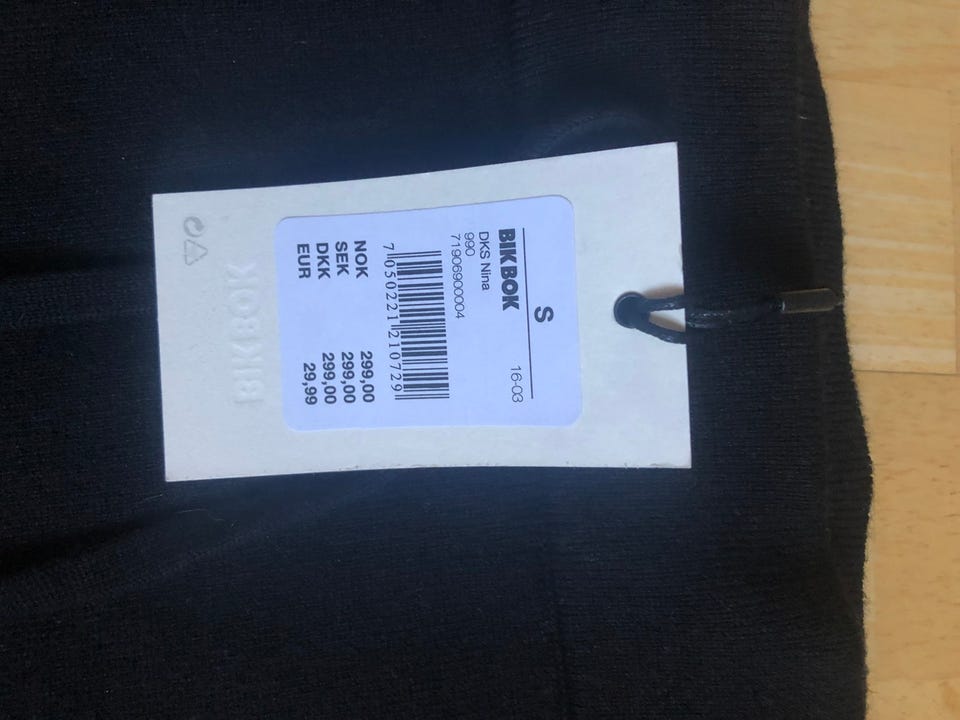 S
16-03
BIKBOK
DKS Nina
990
71906900004
7 050221 210729
NOK 299,00
SEK 299,00
DKK 299,00
EUR 29,99
BIKBOK